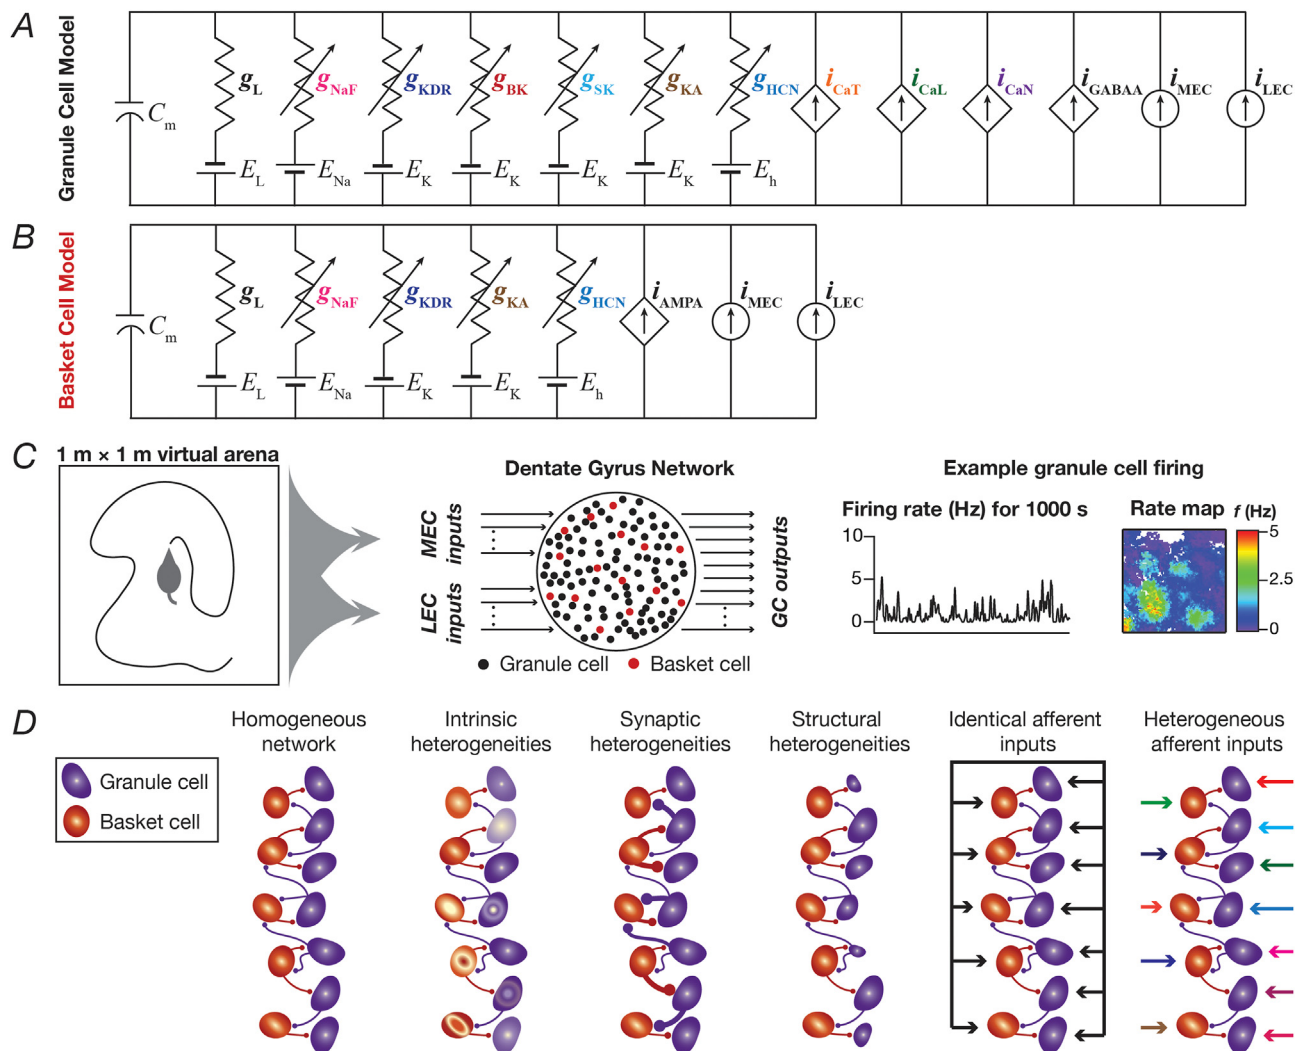 A
Granule Cell Model
Cm
gL
gNaF
gKDR
gBK
gSK
gKA
gHCN
iCaT
iCaL
iCaN
iGABAA
iMEC
iLEC
EL
ENa
EK
EK
EK
EK
Eh
B
Basket Cell Model
Cm
gL
gNaF
gKDR
gKA
gHCN
iAMPA
iMEC
iLEC
EL
ENa
EK
EK
Eh
C
1 m × 1 m virtual arena
Dentate Gyrus Network
MEC
inputs
LEC
inputs
GC outputs
Granule cell
Basket cell
Example granule cell firing
Firing rate (Hz) for 1000 s
10
5
0
Rate map
f (Hz)
5
2.5
0
D
Granule cell
Basket cell
Homogeneous
network
Intrinsic
heterogeneities
Synaptic
heterogeneities
Structural
heterogeneities
Identical afferent
inputs
Heterogeneous
afferent inputs